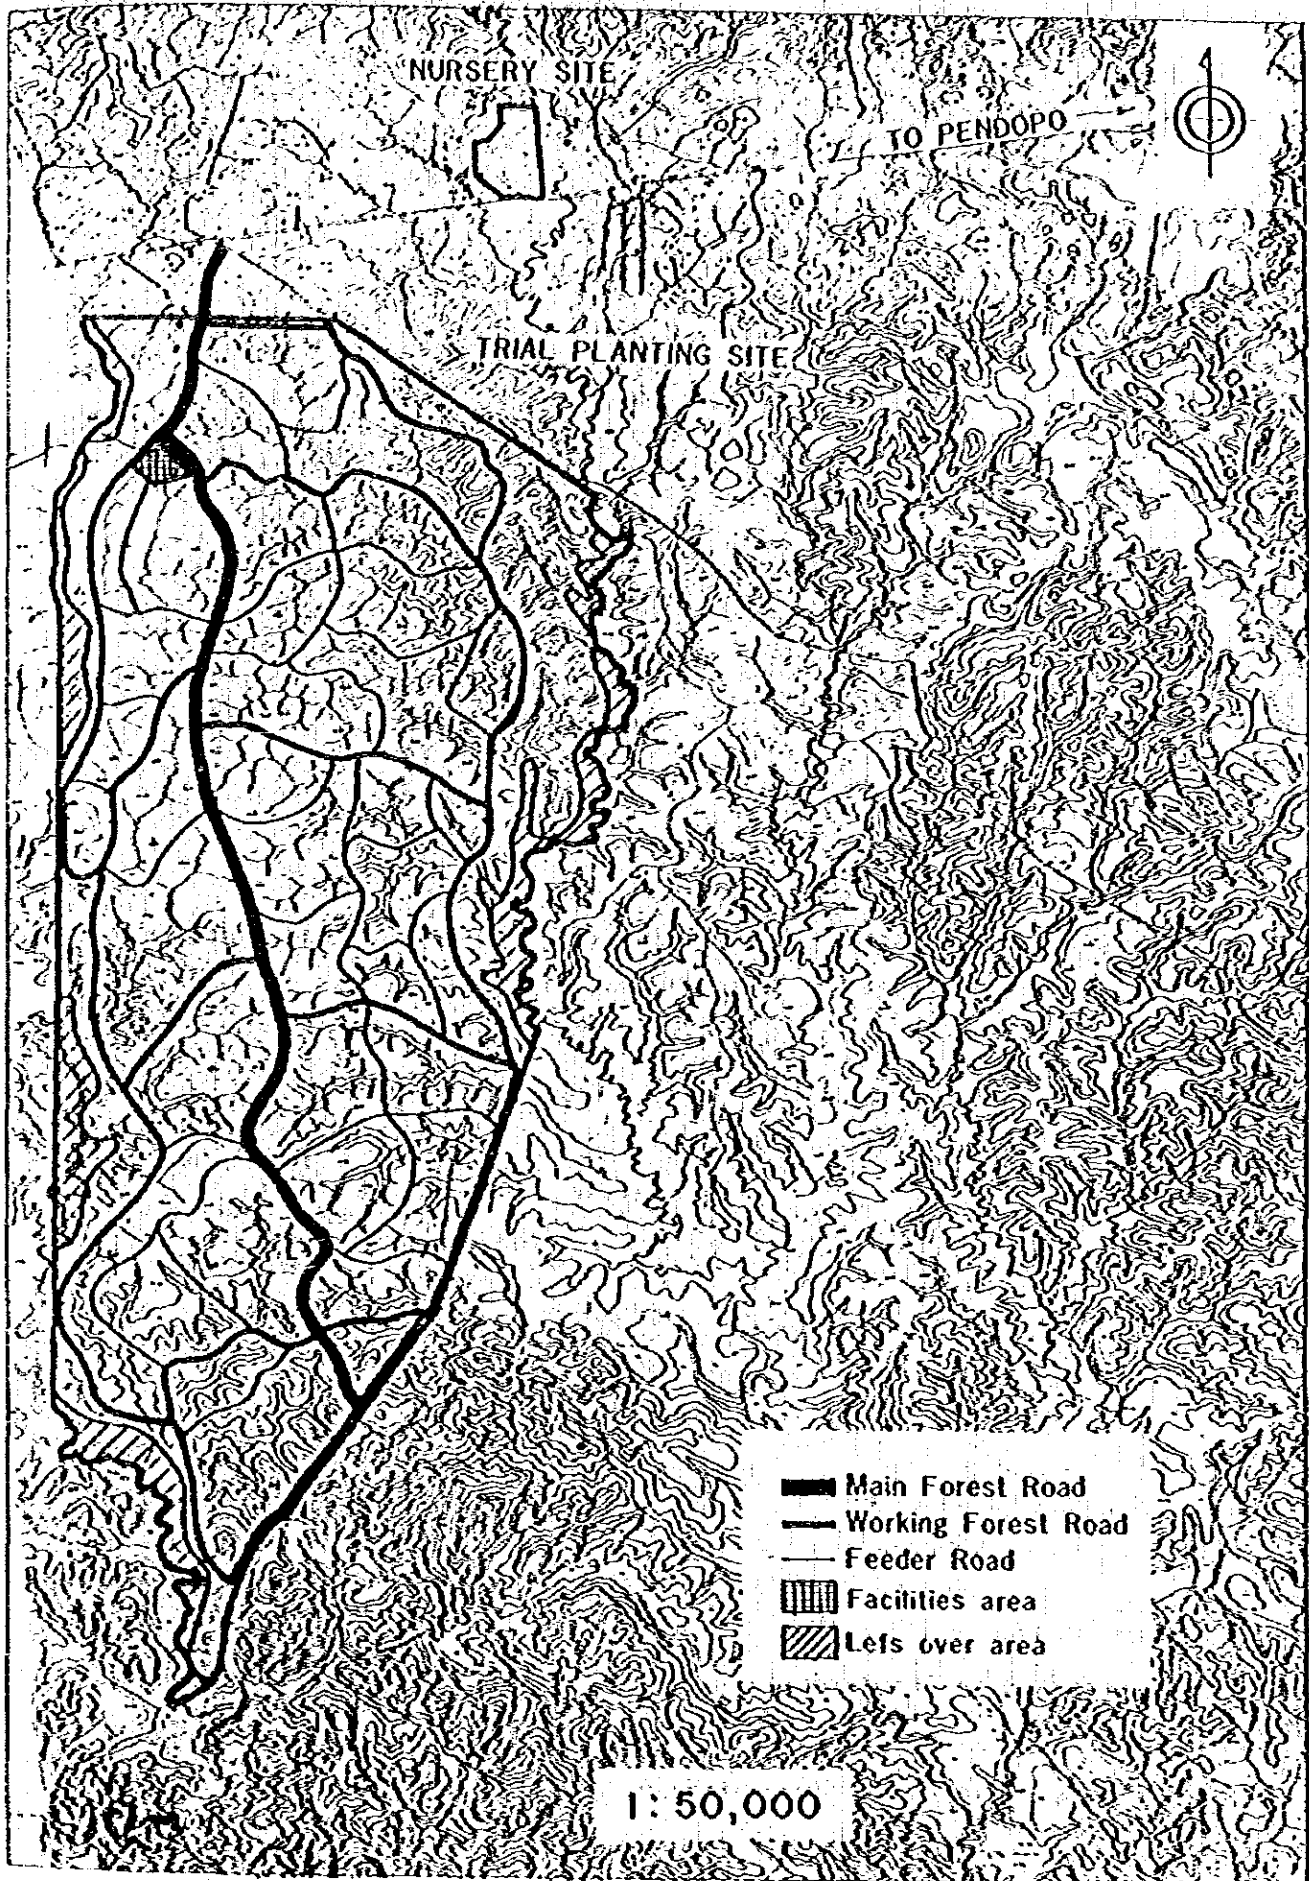 NURSERY SITE
TO PENDOPO
TRIAL PLANTING SITE
Main Forest Road
Working Forest Road
Feeder Road
Facilities area
Lefs over area
1: 50,000